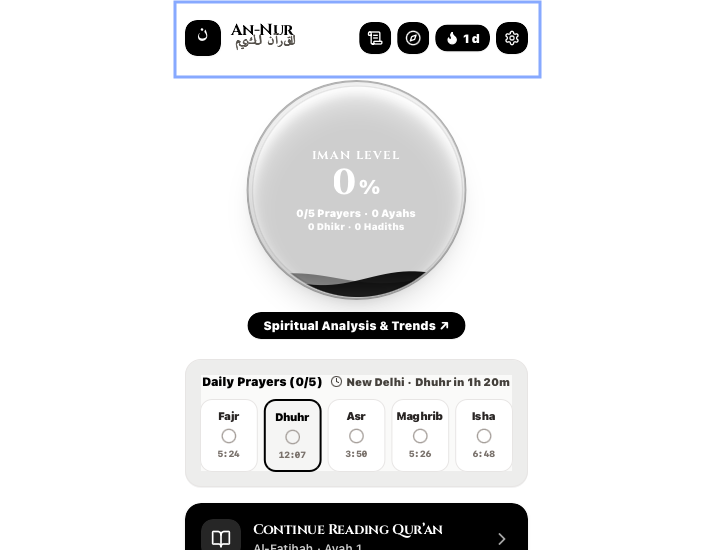 ن
AN-NUR
القرآن الكريم
1d
IMAN LEVEL
0%
0/5 Prayers · 0 Ayahs
0 Dhikr · 0 Hadiths
Spiritual Analysis & Trends ↗
Daily Prayers (0/5) New Delhi · Dhuhr in 1h 20m
Fajr Dhuhr Asr Maghrib Isha
5:24 12:07 3:50 5:26 6:48
CONTINUE READING QUR'AN
Al-Fatihah · Ayah 1